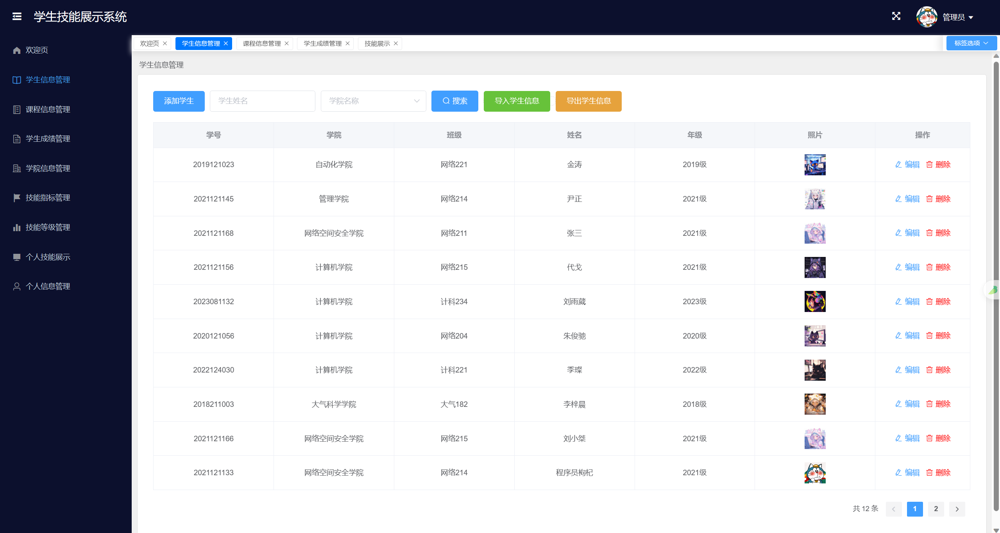 学生技能展示系统
管理员
欢迎页
学生信息管理
课程信息管理
学生成绩管理
学院信息管理
技能指标管理
技能等级管理
个人技能展示
个人信息管理
欢迎页 学生信息管理 课程信息管理 学生成绩管理 技能展示 标签选项
学生信息管理
添加学生 学生姓名 学院名称 搜索 导入学生信息 导出学生信息
学号 学院 班级 姓名 年级 照片 操作
2019121023 自动化学院 网络221 金涛 2019级 编辑 删除
2021121145 管理学院 网络214 尹正 2021级 编辑 删除
2021121168 网络空间安全学院 网络211 张三 2021级 编辑 删除
2021121156 计算机学院 网络215 代戈 2021级 编辑 删除
2023081132 计算机学院 计科234 刘雨葳 2023级 编辑 删除
2020121056 计算机学院 网络204 朱俊驰 2020级 编辑 删除
2022124030 计算机学院 计科221 季璨 2022级 编辑 删除
2018211003 大气科学学院 大气182 李梓晨 2018级 编辑 删除
2021121166 网络空间安全学院 网络215 刘小桀 2021级 编辑 删除
2021121133 网络空间安全学院 网络214 程序员枸杞 2021级 编辑 删除
共 12 条 1 2